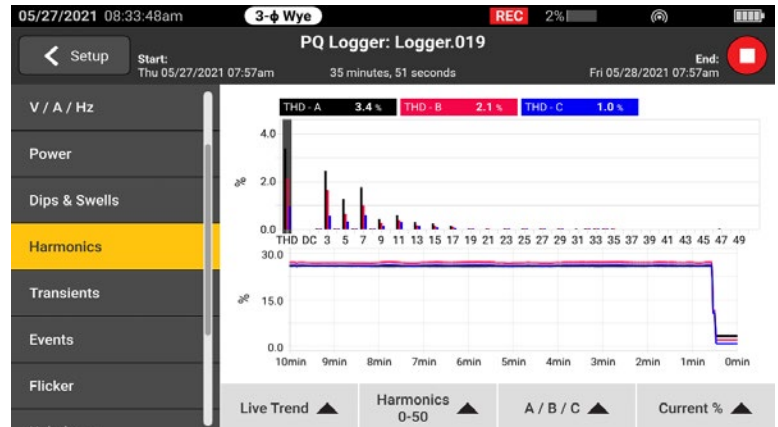 05/27/2021 08:33:48am 3-ϕ Wye REC 2%
Setup
PQ Logger: Logger.019
Start:
Thu 05/27/2021 07:57am
35 minutes, 51 seconds
End:
Fri 05/28/2021 07:57am
V / A / Hz
Power
Dips & Swells
Harmonics
Transients
Events
Flicker
THD - A 3.4 % THD - B 2.1 % THD - C 1.0 %
4.0
%
2.0
0.0
THD DC 3 5 7 9 11 13 15 17 19 21 23 25 27 29 31 33 35 37 39 41 43 45 47 49
30.0
%
15.0
0.0
10min 9min 8min 7min 6min 5min 4min 3min 2min 1min 0min
Live Trend
Harmonics
0-50
A / B / C
Current %